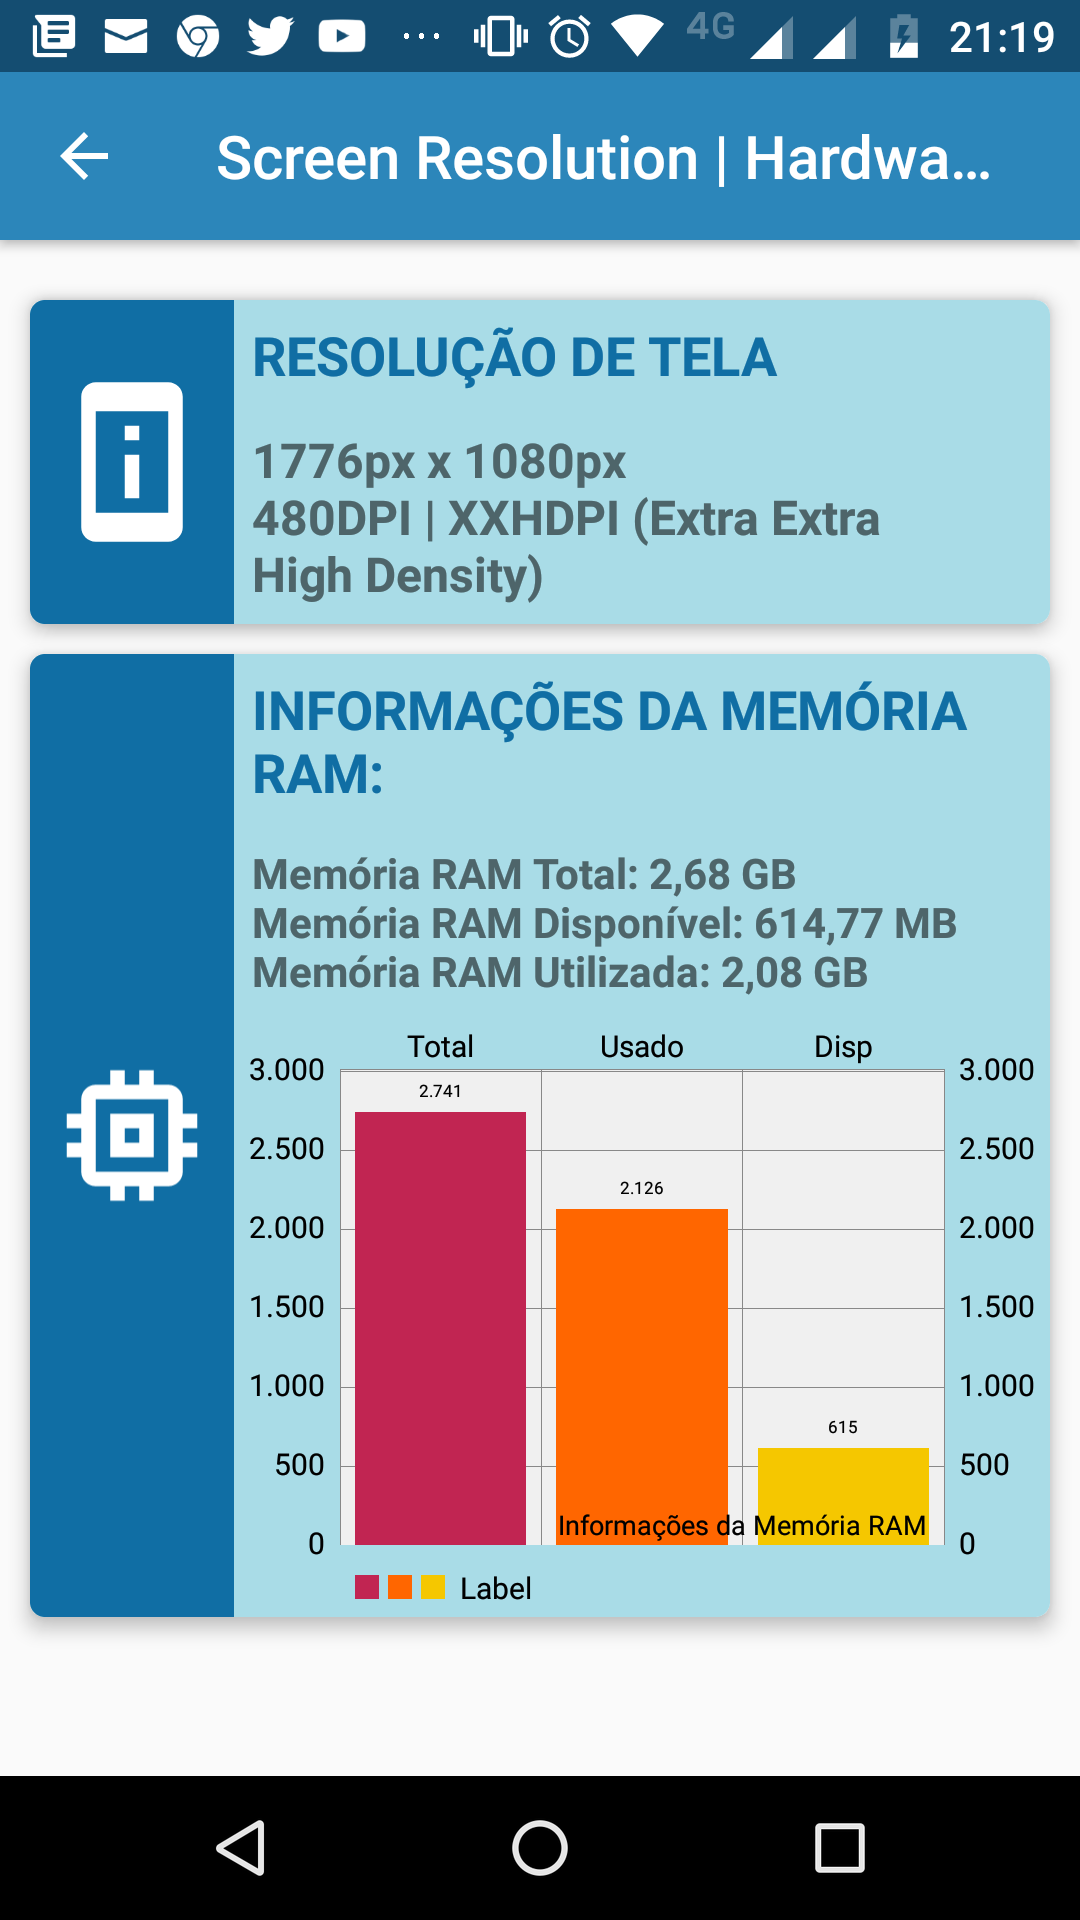 4G 21:19
Screen Resolution | Hardwa...
RESOLUÇÃO DE TELA
1776px x 1080px
480DPI | XXHDPI (Extra Extra
High Density)
INFORMAÇÕES DA MEMÓRIA
RAM:
Memória RAM Total: 2,68 GB
Memória RAM Disponível: 614,77 MB
Memória RAM Utilizada: 2,08 GB
Total Usado Disp
3.000 3.000
2.741
2.500 2.500
2.126
2.000 2.000
1.500 1.500
1.000 1.000
615
500 500
Informações da Memória RAM
0 0
Label